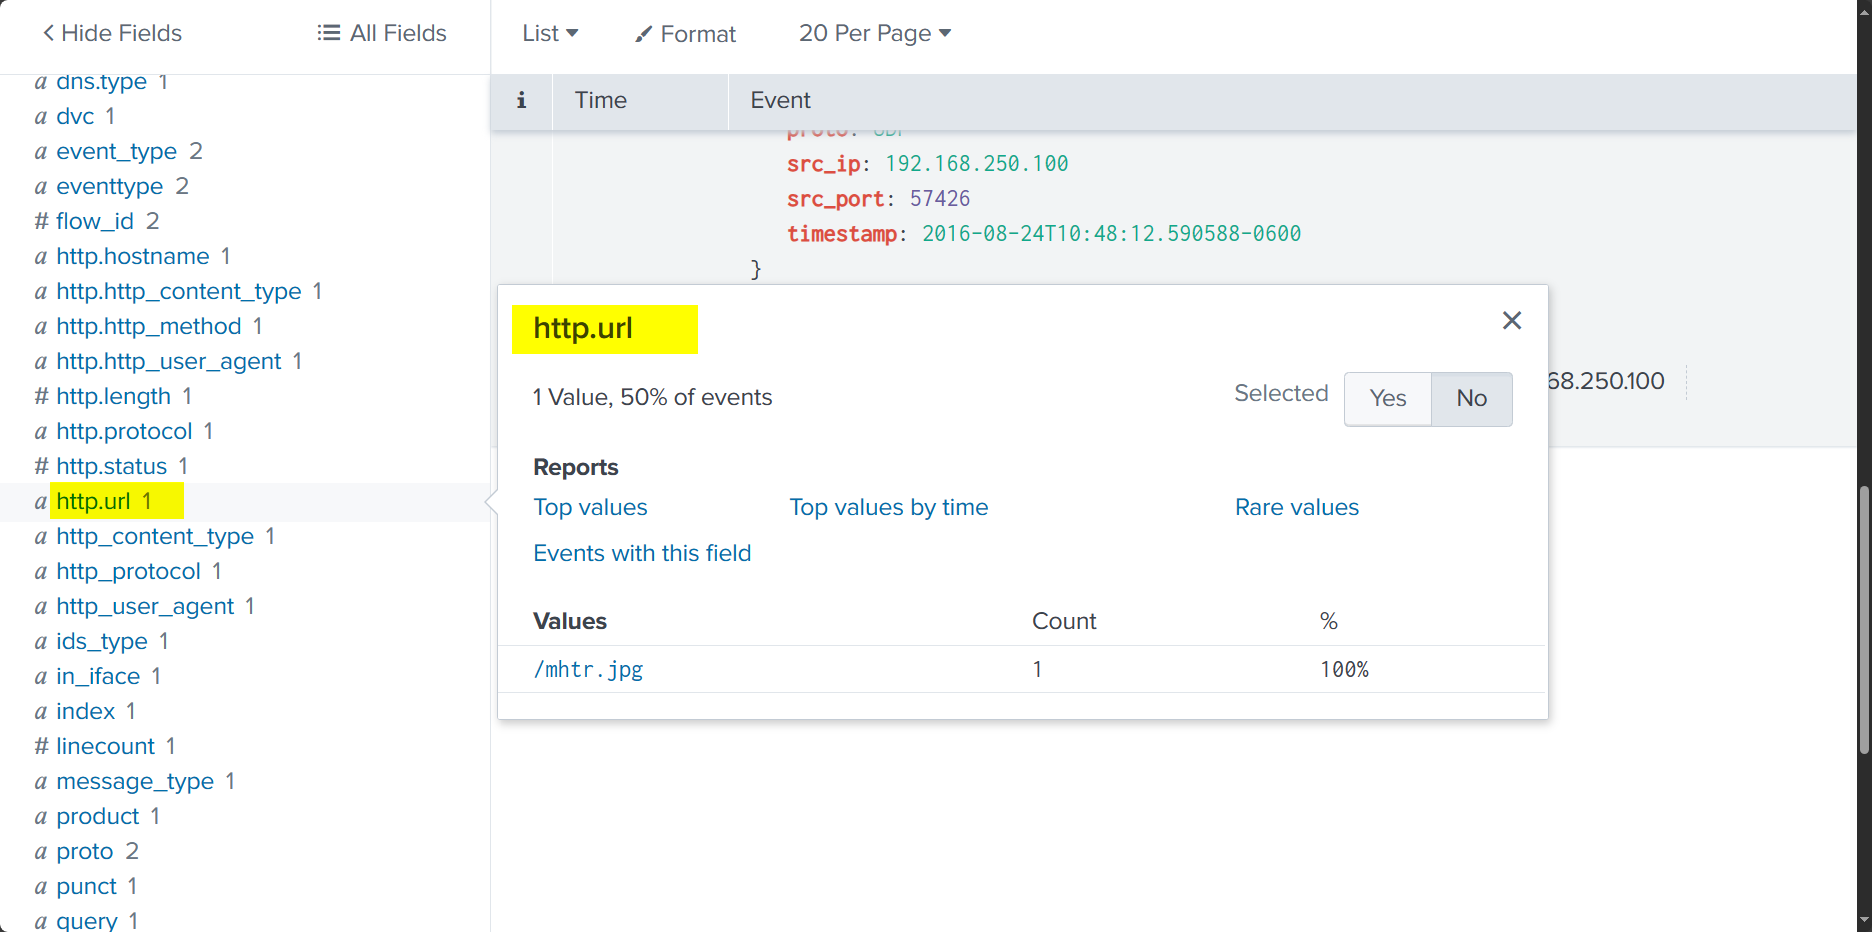 Hide Fields
All Fields
List
Format
20 Per Page
i
Time
Event
a dns.type 1
a dvc 1
a event_type 2
a eventtype 2
# flow_id 2
a http.hostname 1
a http.http_content_type 1
a http.http_method 1
a http.http_user_agent 1
# http.length 1
a http.protocol 1
# http.status 1
a http.url 1
a http_content_type 1
a http_protocol 1
a http_user_agent 1
a ids_type 1
a in_iface 1
a index 1
# linecount 1
a message_type 1
a product 1
a proto 2
a punct 1
a query 1
proto: UDP
src_ip: 192.168.250.100
src_port: 57426
timestamp: 2016-08-24T10:48:12.590588-0600
}
68.250.100
http.url
1 Value, 50% of events
Selected Yes No
Reports
Top values Top values by time Rare values
Events with this field
Values Count %
/mhtr.jpg 1 100%